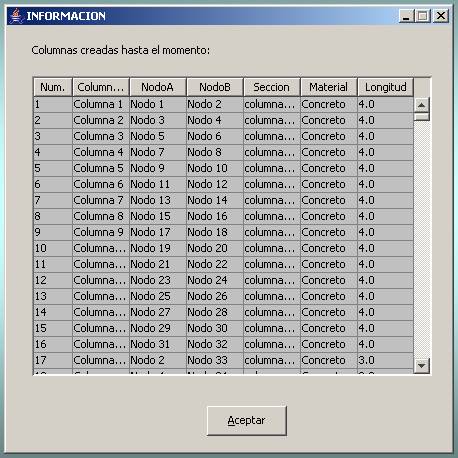 INFORMACION
Columnas creadas hasta el momento:
Num. Column... NodoA NodoB Seccion Material Longitud
1 Columna 1 Nodo 1 Nodo 2 columna... Concreto 4.0
2 Columna 2 Nodo 3 Nodo 4 columna... Concreto 4.0
3 Columna 3 Nodo 5 Nodo 6 columna... Concreto 4.0
4 Columna 4 Nodo 7 Nodo 8 columna... Concreto 4.0
5 Columna 5 Nodo 9 Nodo 10 columna... Concreto 4.0
6 Columna 6 Nodo 11 Nodo 12 columna... Concreto 4.0
7 Columna 7 Nodo 13 Nodo 14 columna... Concreto 4.0
8 Columna 8 Nodo 15 Nodo 16 columna... Concreto 4.0
9 Columna 9 Nodo 17 Nodo 18 columna... Concreto 4.0
10 Columna... Nodo 19 Nodo 20 columna... Concreto 4.0
11 Columna... Nodo 21 Nodo 22 columna... Concreto 4.0
12 Columna... Nodo 23 Nodo 24 columna... Concreto 4.0
13 Columna... Nodo 25 Nodo 26 columna... Concreto 4.0
14 Columna... Nodo 27 Nodo 28 columna... Concreto 4.0
15 Columna... Nodo 29 Nodo 30 columna... Concreto 4.0
16 Columna... Nodo 31 Nodo 32 columna... Concreto 4.0
17 Columna... Nodo 2 Nodo 33 columna... Concreto 3.0
Aceptar